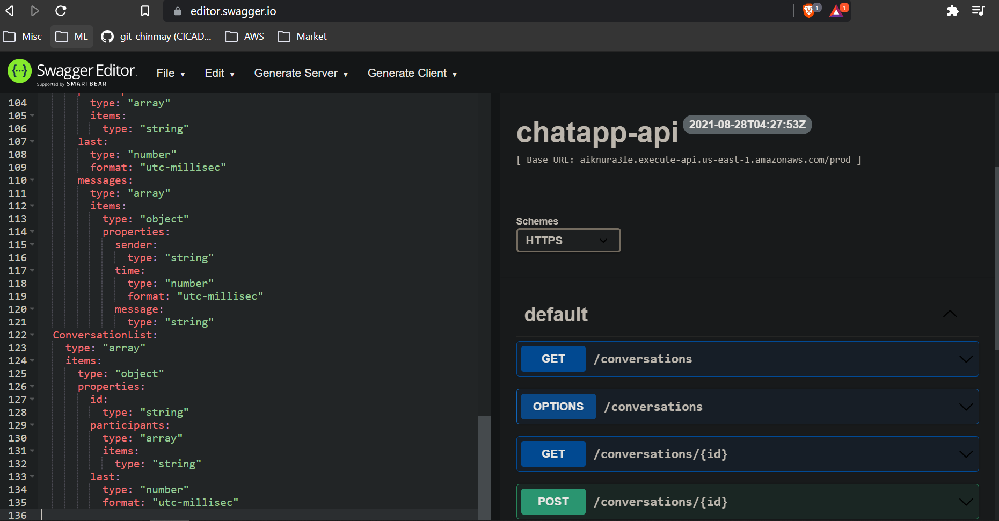 editor.swagger.io
1
1
Misc
ML
git-chinmay (CICAD...
AWS
Market
{···}
Swagger Editor.
Supported by SMARTBEAR
File ▼
Edit ▼
Generate Server ▼
Generate Client ▼
104 type: "array"
105 items:
106 type: "string"
107 last:
108 type: "number"
109 format: "utc-millisec"
110 messages:
111 type: "array"
112 items:
113 type: "object"
114 properties:
115 sender:
116 type: "string"
117 time:
118 type: "number"
119 format: "utc-millisec"
120 message:
121 type: "string"
122 ConversationList:
123 type: "array"
124 items:
125 type: "object"
126 properties:
127 id:
128 type: "string"
129 participants:
130 type: "array"
131 items:
132 type: "string"
133 last:
134 type: "number"
135 format: "utc-millisec"
136
chatapp-api 2021-08-28T04:27:53Z
[ Base URL: aiknura3le.execute-api.us-east-1.amazonaws.com/prod ]
Schemes
HTTPS
default
GET /conversations
OPTIONS /conversations
GET /conversations/{id}
POST /conversations/{id}